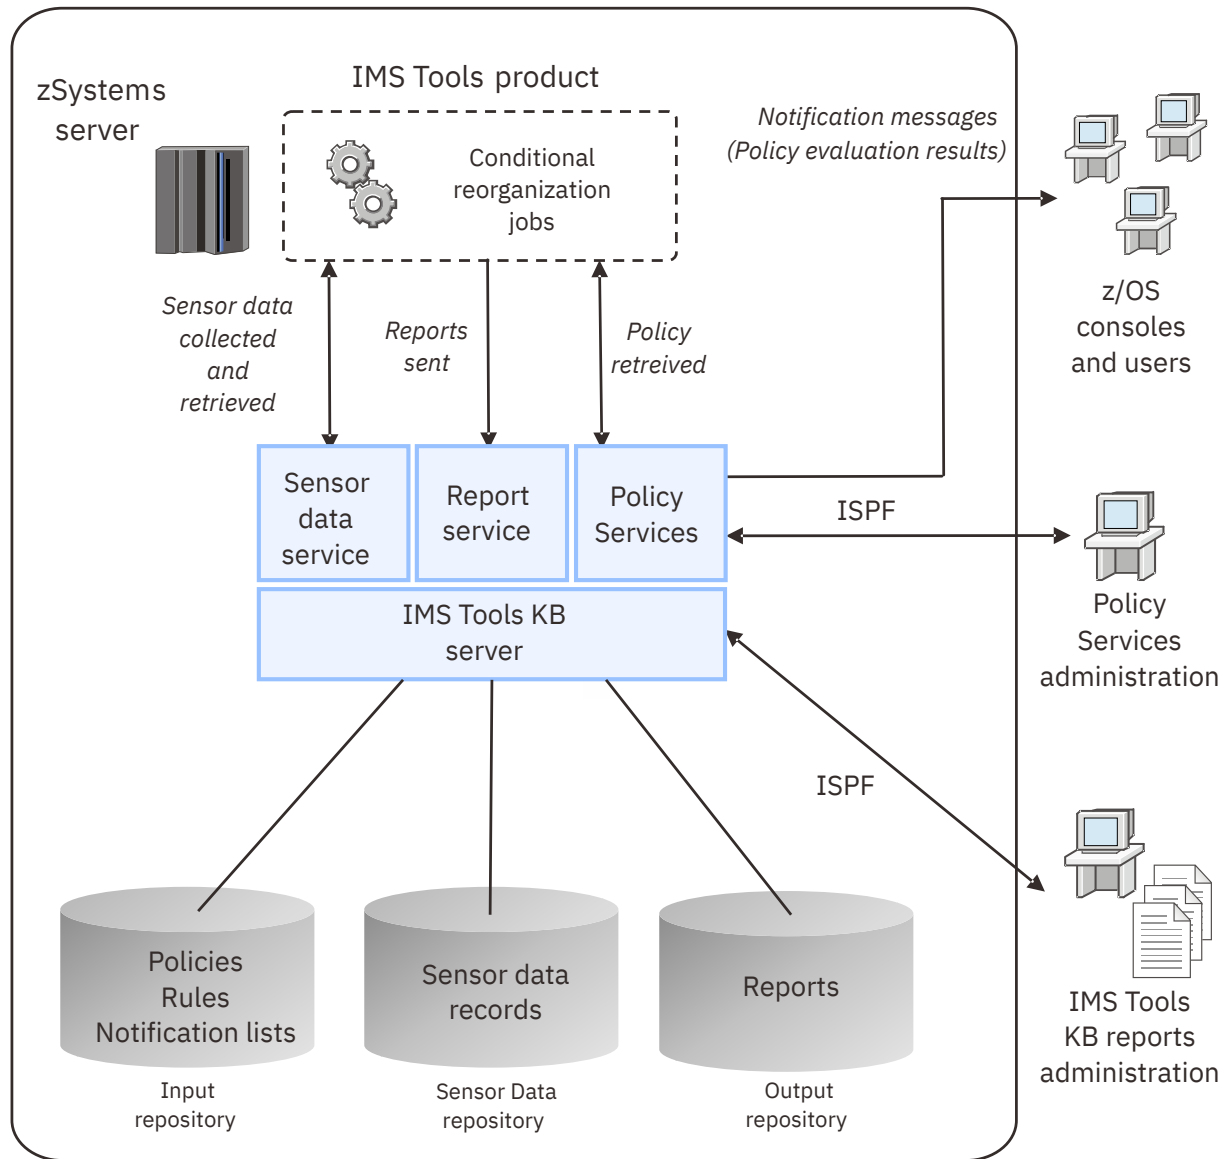 zSystems
server
IMS Tools product
Conditional
reorganization
jobs
Notification messages
(Policy evaluation results)
z/OS
consoles
and users
Sensor data
collected
and
retrieved
Reports
sent
Policy
retreived
Sensor
data
service
Report
service
Policy
Services
ISPF
Policy
Services
administration
IMS Tools KB
server
ISPF
IMS Tools
KB reports
administration
Policies
Rules
Notification lists
Sensor data
records
Reports
Input
repository
Sensor Data
repository
Output
repository